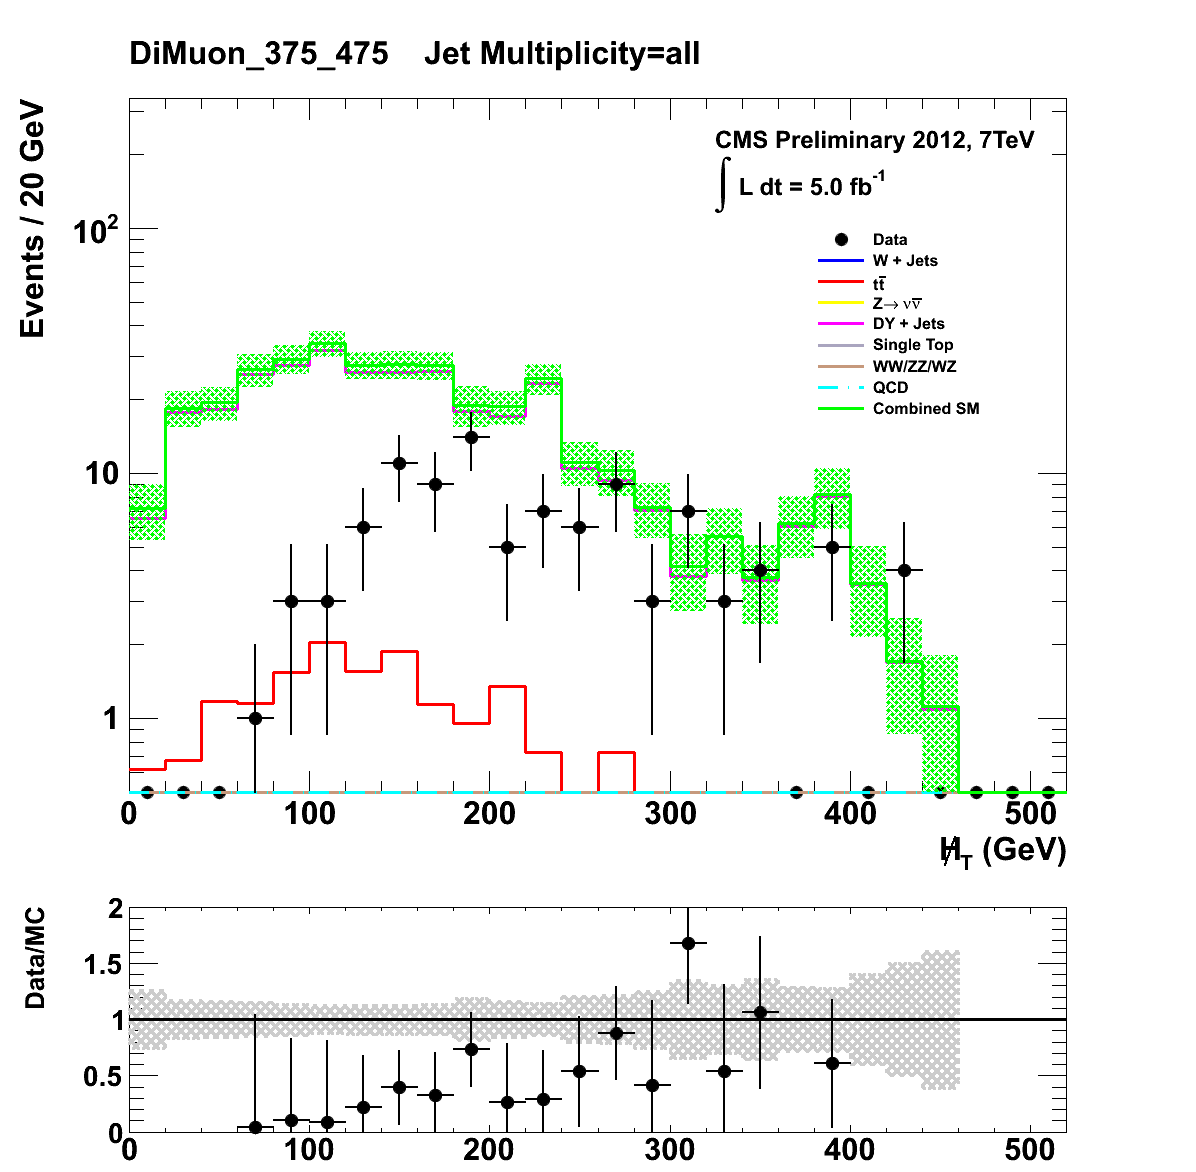 DiMuon_375_475 Jet Multiplicity=all
Events / 20 GeV
CMS Preliminary 2012, 7TeV
∫ L dt = 5.0 fb⁻¹
Data
W + Jets
tt̅
Z→ νν̅
DY + Jets
Single Top
WW/ZZ/WZ
QCD
Combined SM
10²
10
1
0 100 200 300 400 500
H̸_T (GeV)
Data/MC
2
1.5
1
0.5
0
0 100 200 300 400 500